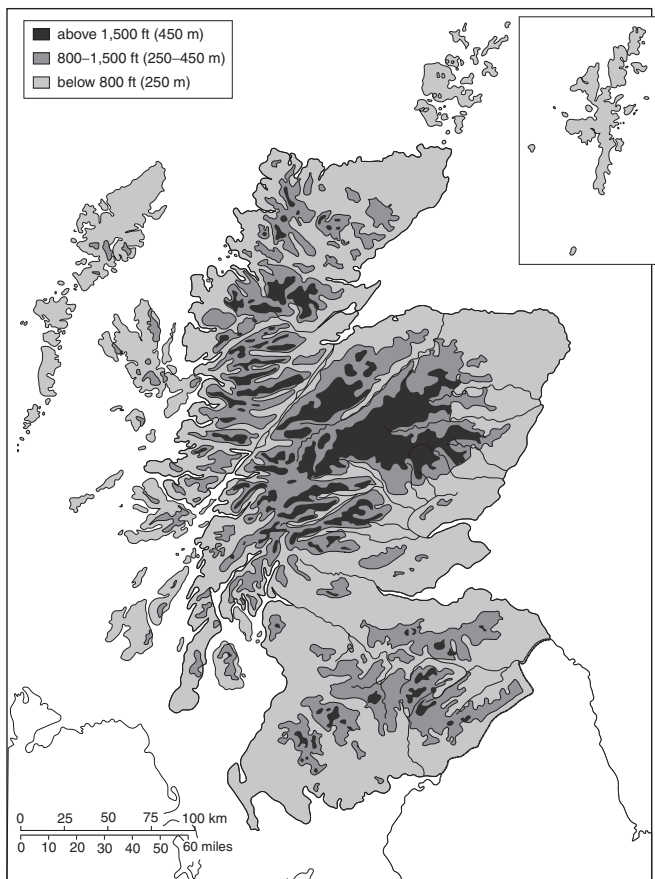 above 1,500 ft (450 m)
800–1,500 ft (250–450 m)
below 800 ft (250 m)
0 25 50 75 100 km
0 10 20 30 40 50 60 miles